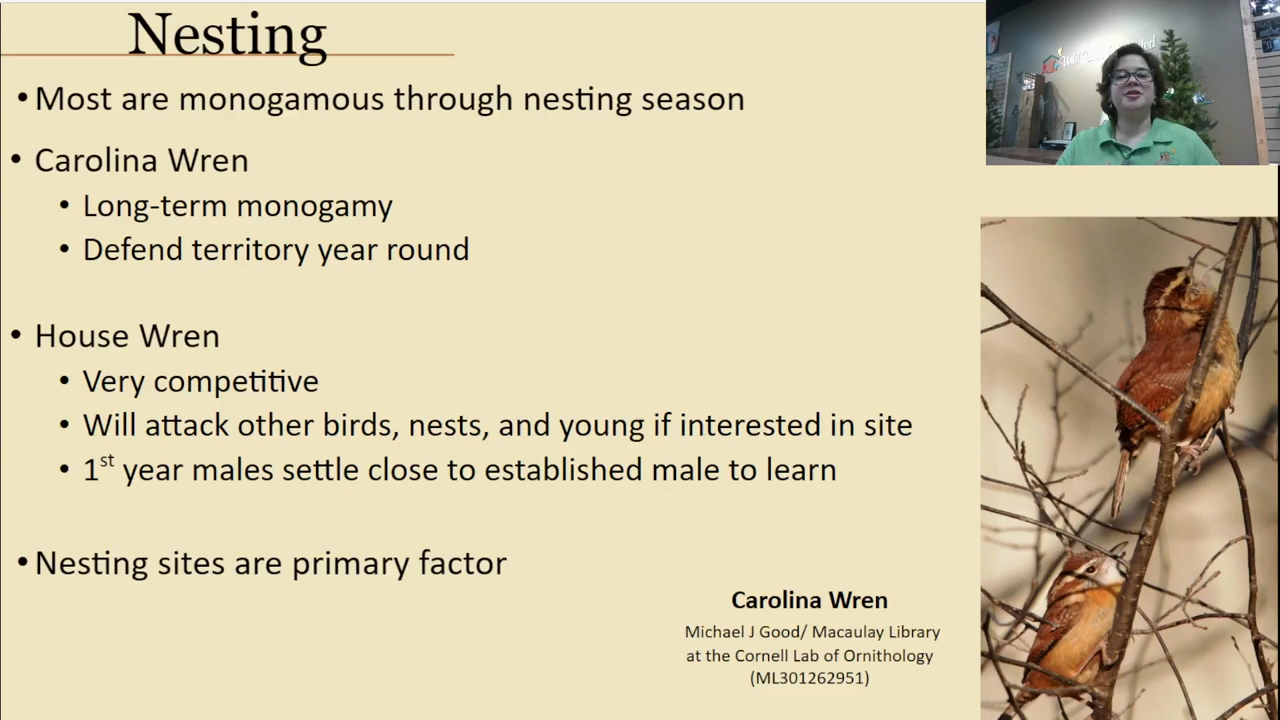 Nesting
• Most are monogamous through nesting season
• Carolina Wren
• Long-term monogamy
• Defend territory year round
• House Wren
• Very competitive
• Will attack other birds, nests, and young if interested in site
• 1st year males settle close to established male to learn
• Nesting sites are primary factor
Carolina Wren
Michael J Good/ Macaulay Library
at the Cornell Lab of Ornithology
(ML301262951)